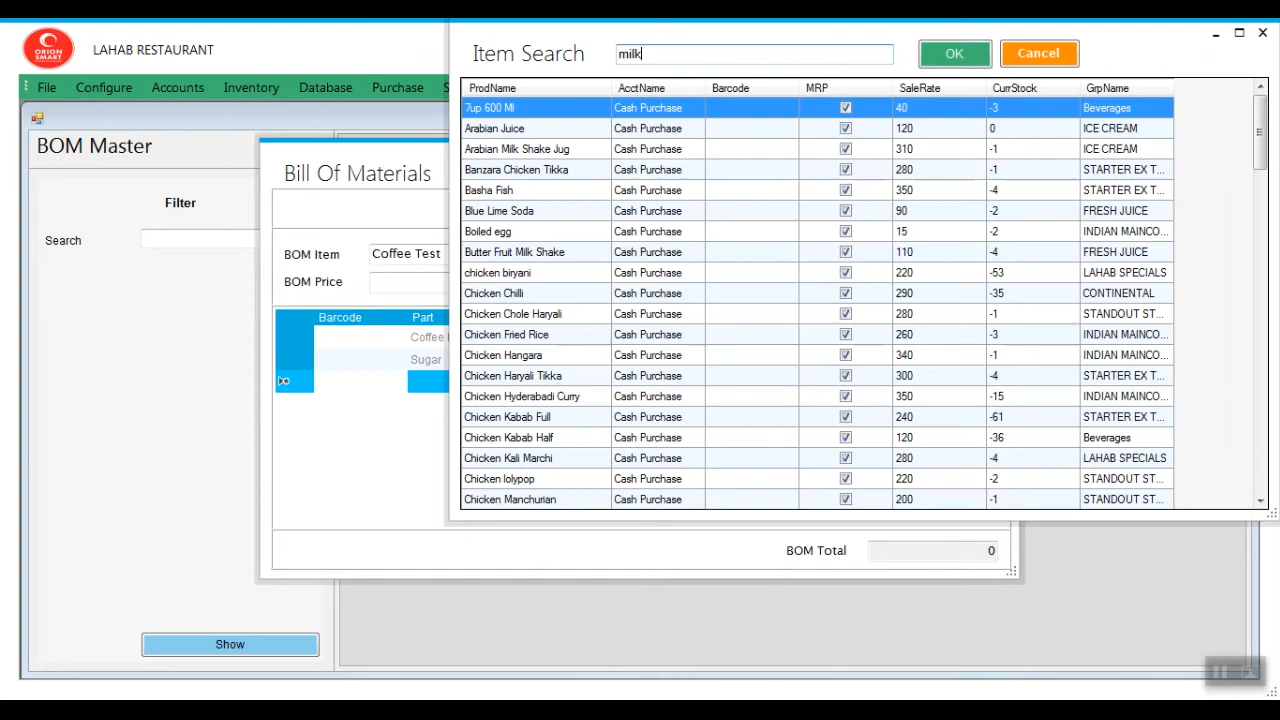 ORION SMART
LAHAB RESTAURANT
File Configure Accounts Inventory Database Purchase S
BOM Master
Filter
Search
Show
Bill Of Materials
BOM Item Coffee Test
BOM Price
Barcode Part
Coffee
Sugar
BOM Total 0
Item Search milk OK Cancel
ProdName AcctName Barcode MRP SaleRate CurrStock GrpName
7up 600 Ml Cash Purchase 40 -3 Beverages
Arabian Juice Cash Purchase 120 0 ICE CREAM
Arabian Milk Shake Jug Cash Purchase 310 -1 ICE CREAM
Banzara Chicken Tikka Cash Purchase 280 -1 STARTER EX T...
Basha Fish Cash Purchase 350 -4 STARTER EX T...
Blue Lime Soda Cash Purchase 90 -2 FRESH JUICE
Boiled egg Cash Purchase 15 -2 INDIAN MAINCO...
Butter Fruit Milk Shake Cash Purchase 110 -4 FRESH JUICE
chicken biryani Cash Purchase 220 -53 LAHAB SPECIALS
Chicken Chilli Cash Purchase 290 -35 CONTINENTAL
Chicken Chole Haryali Cash Purchase 280 -1 STANDOUT ST...
Chicken Fried Rice Cash Purchase 260 -3 INDIAN MAINCO...
Chicken Hangara Cash Purchase 340 -1 INDIAN MAINCO...
Chicken Haryali Tikka Cash Purchase 300 -4 STARTER EX T...
Chicken Hyderabadi Curry Cash Purchase 350 -15 INDIAN MAINCO...
Chicken Kabab Full Cash Purchase 240 -61 STARTER EX T...
Chicken Kabab Half Cash Purchase 120 -36 Beverages
Chicken Kali Marchi Cash Purchase 280 -4 LAHAB SPECIALS
Chicken lolypop Cash Purchase 220 -2 STANDOUT ST...
Chicken Manchurian Cash Purchase 200 -1 STANDOUT ST...